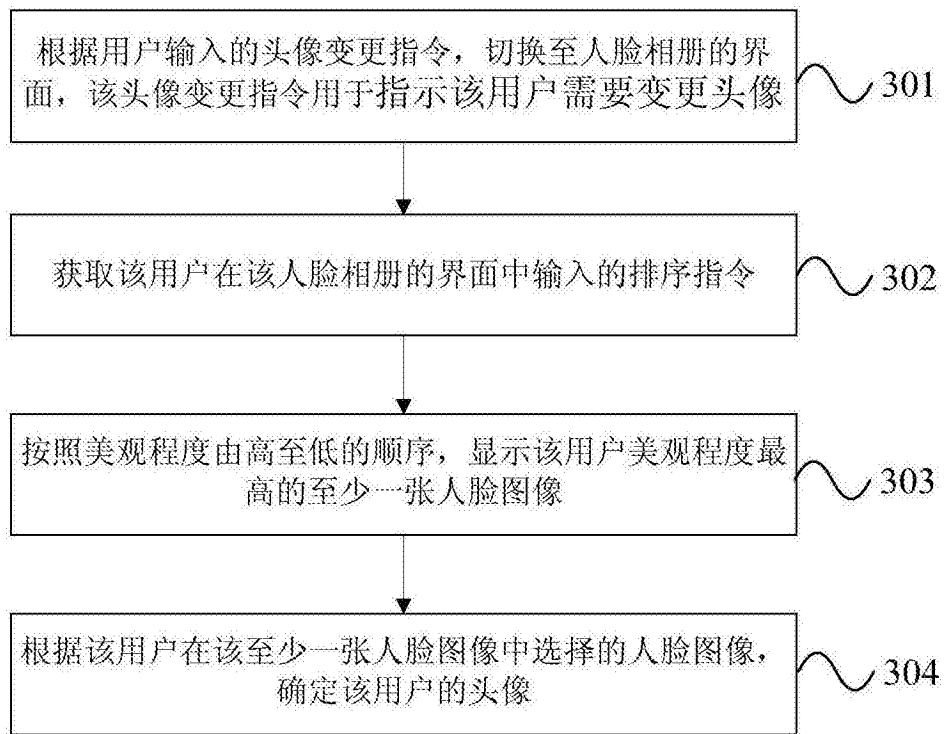 根据用户输入的头像变更指令，切换至人脸相册的界
面，该头像变更指令用于指示该用户需要变更头像
301
获取该用户在该人脸相册的界面中输入的排序指令
302
按照美观程度由高至低的顺序，显示该用户美观程度最
高的至少一张人脸图像
303
根据该用户在该至少一张人脸图像中选择的人脸图像，
确定该用户的头像
304